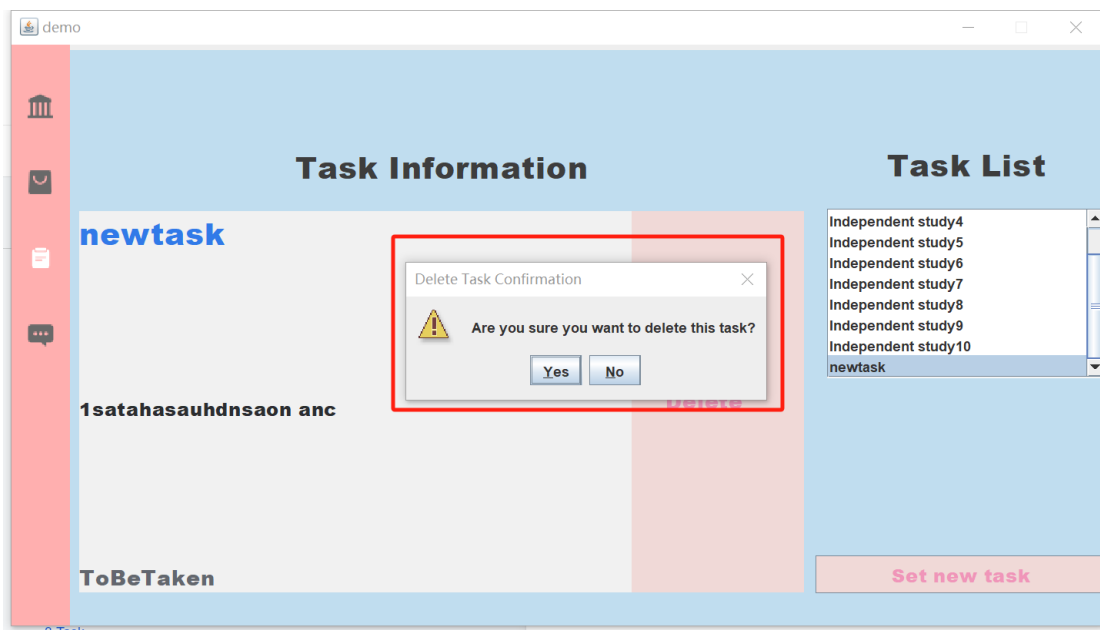 demo
Task Information
Task List
newtask
Delete Task Confirmation
Are you sure you want to delete this task?
Yes
No
Delete
1satahasauhdnsaon anc
ToBeTaken
Independent study4
Independent study5
Independent study6
Independent study7
Independent study8
Independent study9
Independent study10
newtask
Set new task